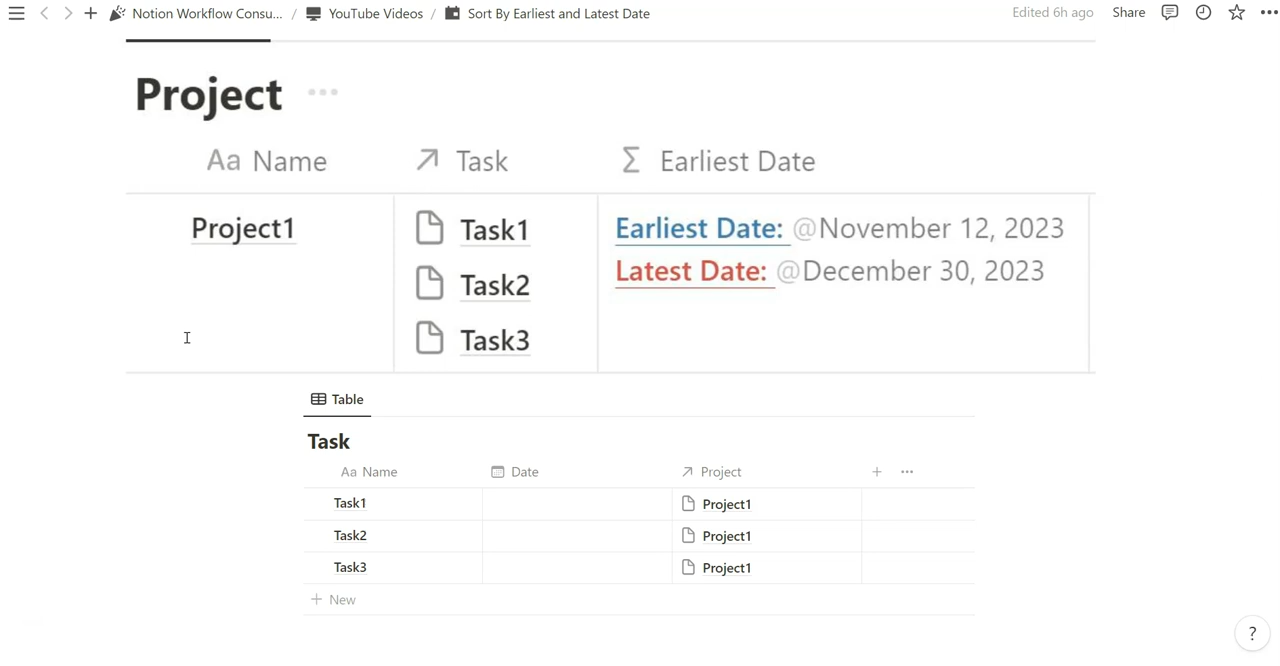 Notion Workflow Consu... / YouTube Videos / Sort By Earliest and Latest Date Edited 6h ago Share
Project
Aa Name Task Σ Earliest Date
Project1 Task1 Earliest Date: @November 12, 2023
Task2 Latest Date: @December 30, 2023
Task3
Table
Task
Aa Name Date Project
Task1 Project1
Task2 Project1
Task3 Project1
+ New
?